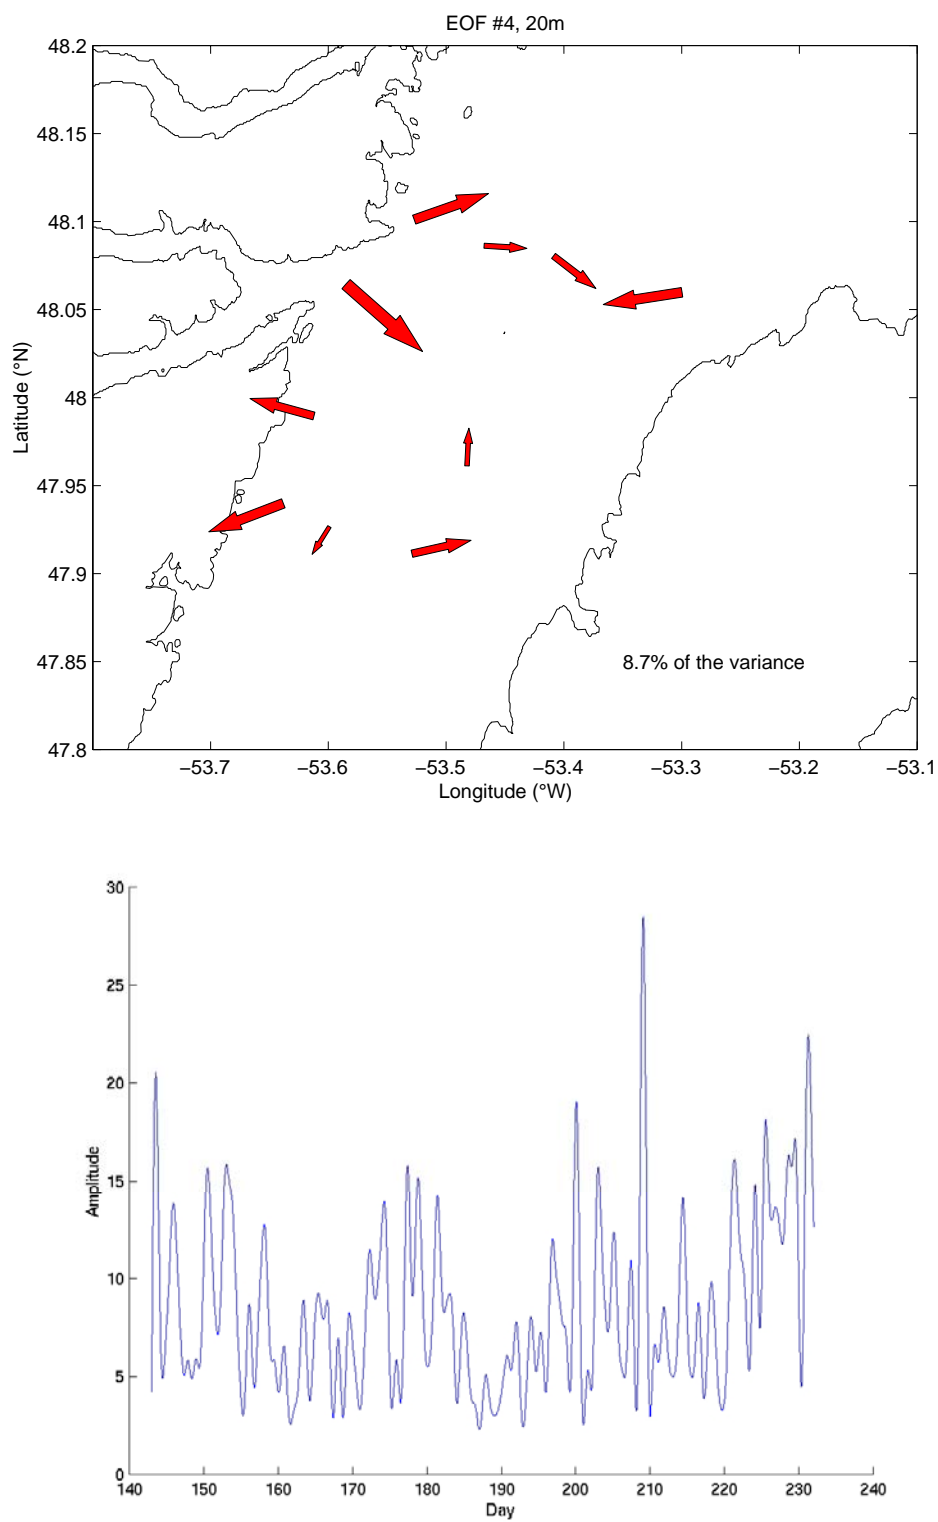 EOF #4, 20m
48.2
48.15
48.1
48.05
48
47.95
47.9
47.85
47.8
Latitude (°N)
8.7% of the variance
−53.7 −53.6 −53.5 −53.4 −53.3 −53.2 −53.1
Longitude (°W)
30
25
20
15
10
5
0
Amplitude
140 150 160 170 180 190 200 210 220 230 240
Day